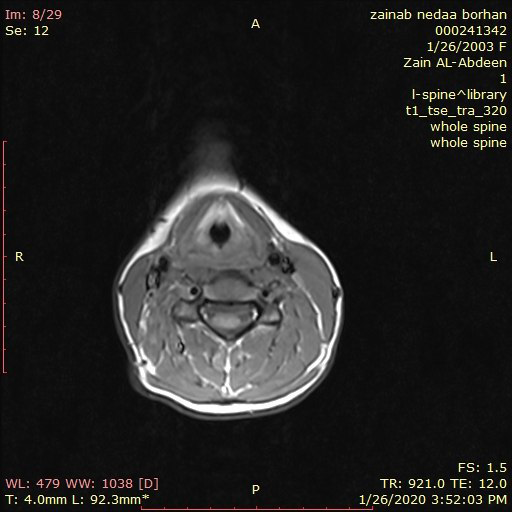 Im: 8/29
Se: 12
A
zainab nedaa borhan
000241342
1/26/2003 F
Zain AL-Abdeen
1
l-spine^library
t1_tse_tra_320
whole spine
whole spine
R
L
WL: 479 WW: 1038 [D]
T: 4.0mm L: 92.3mm*
P
FS: 1.5
TR: 921.0 TE: 12.0
1/26/2020 3:52:03 PM